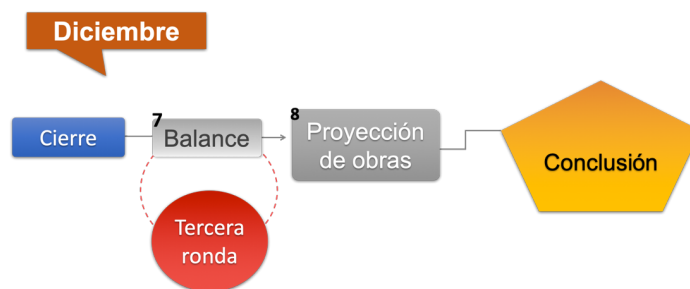 Diciembre
Cierre
7
Balance
8
Proyección
de obras
Conclusión
Tercera
ronda